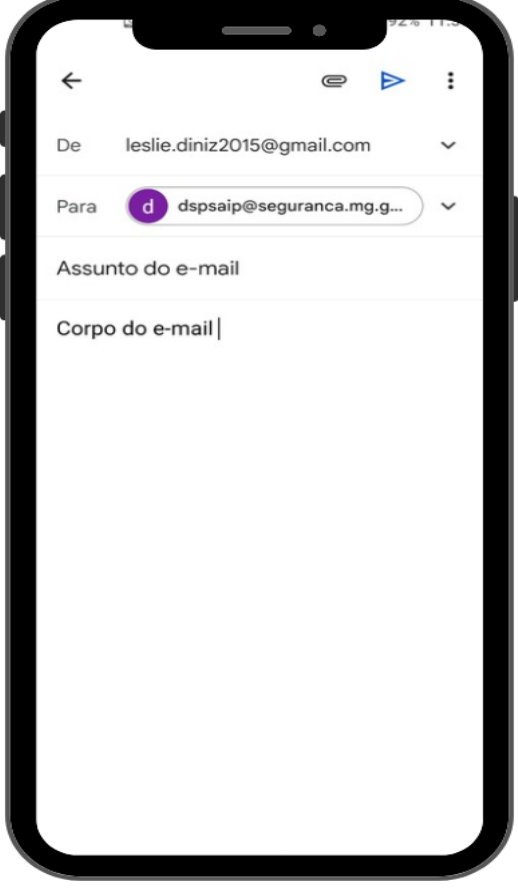 De leslie.diniz2015@gmail.com
Para d dspsaip@seguranca.mg.g...
Assunto do e-mail
Corpo do e-mail